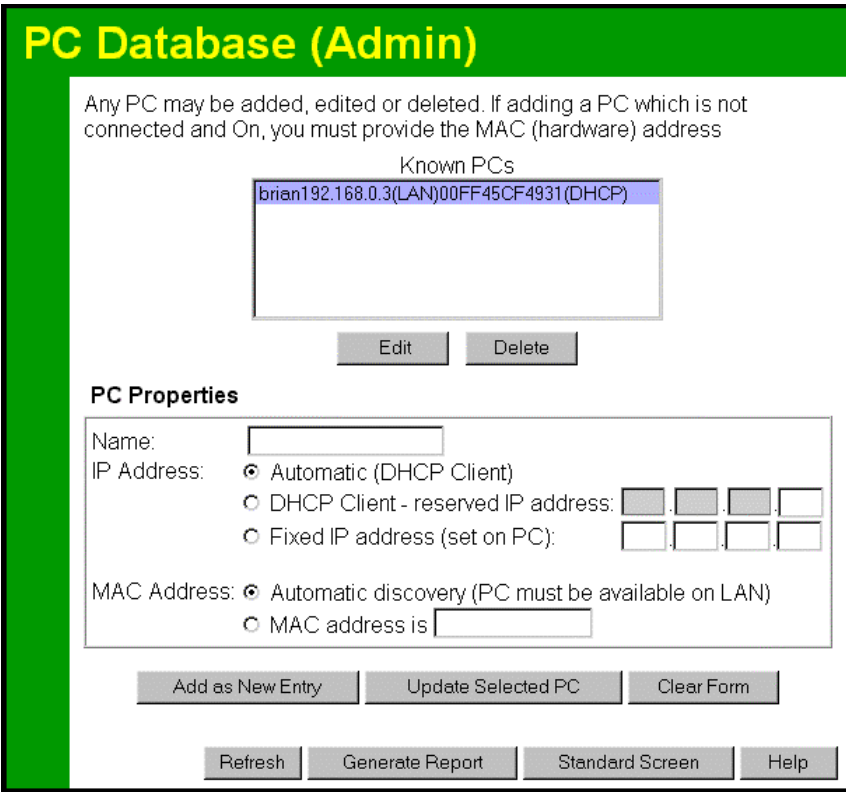 PC Database (Admin)
Any PC may be added, edited or deleted. If adding a PC which is not
connected and On, you must provide the MAC (hardware) address
Known PCs
brian192.168.0.3(LAN)00FF45CF4931(DHCP)
Edit Delete
PC Properties
Name:
IP Address: Automatic (DHCP Client)
DHCP Client - reserved IP address: . . .
Fixed IP address (set on PC): . . .
MAC Address: Automatic discovery (PC must be available on LAN)
MAC address is
Add as New Entry Update Selected PC Clear Form
Refresh Generate Report Standard Screen Help